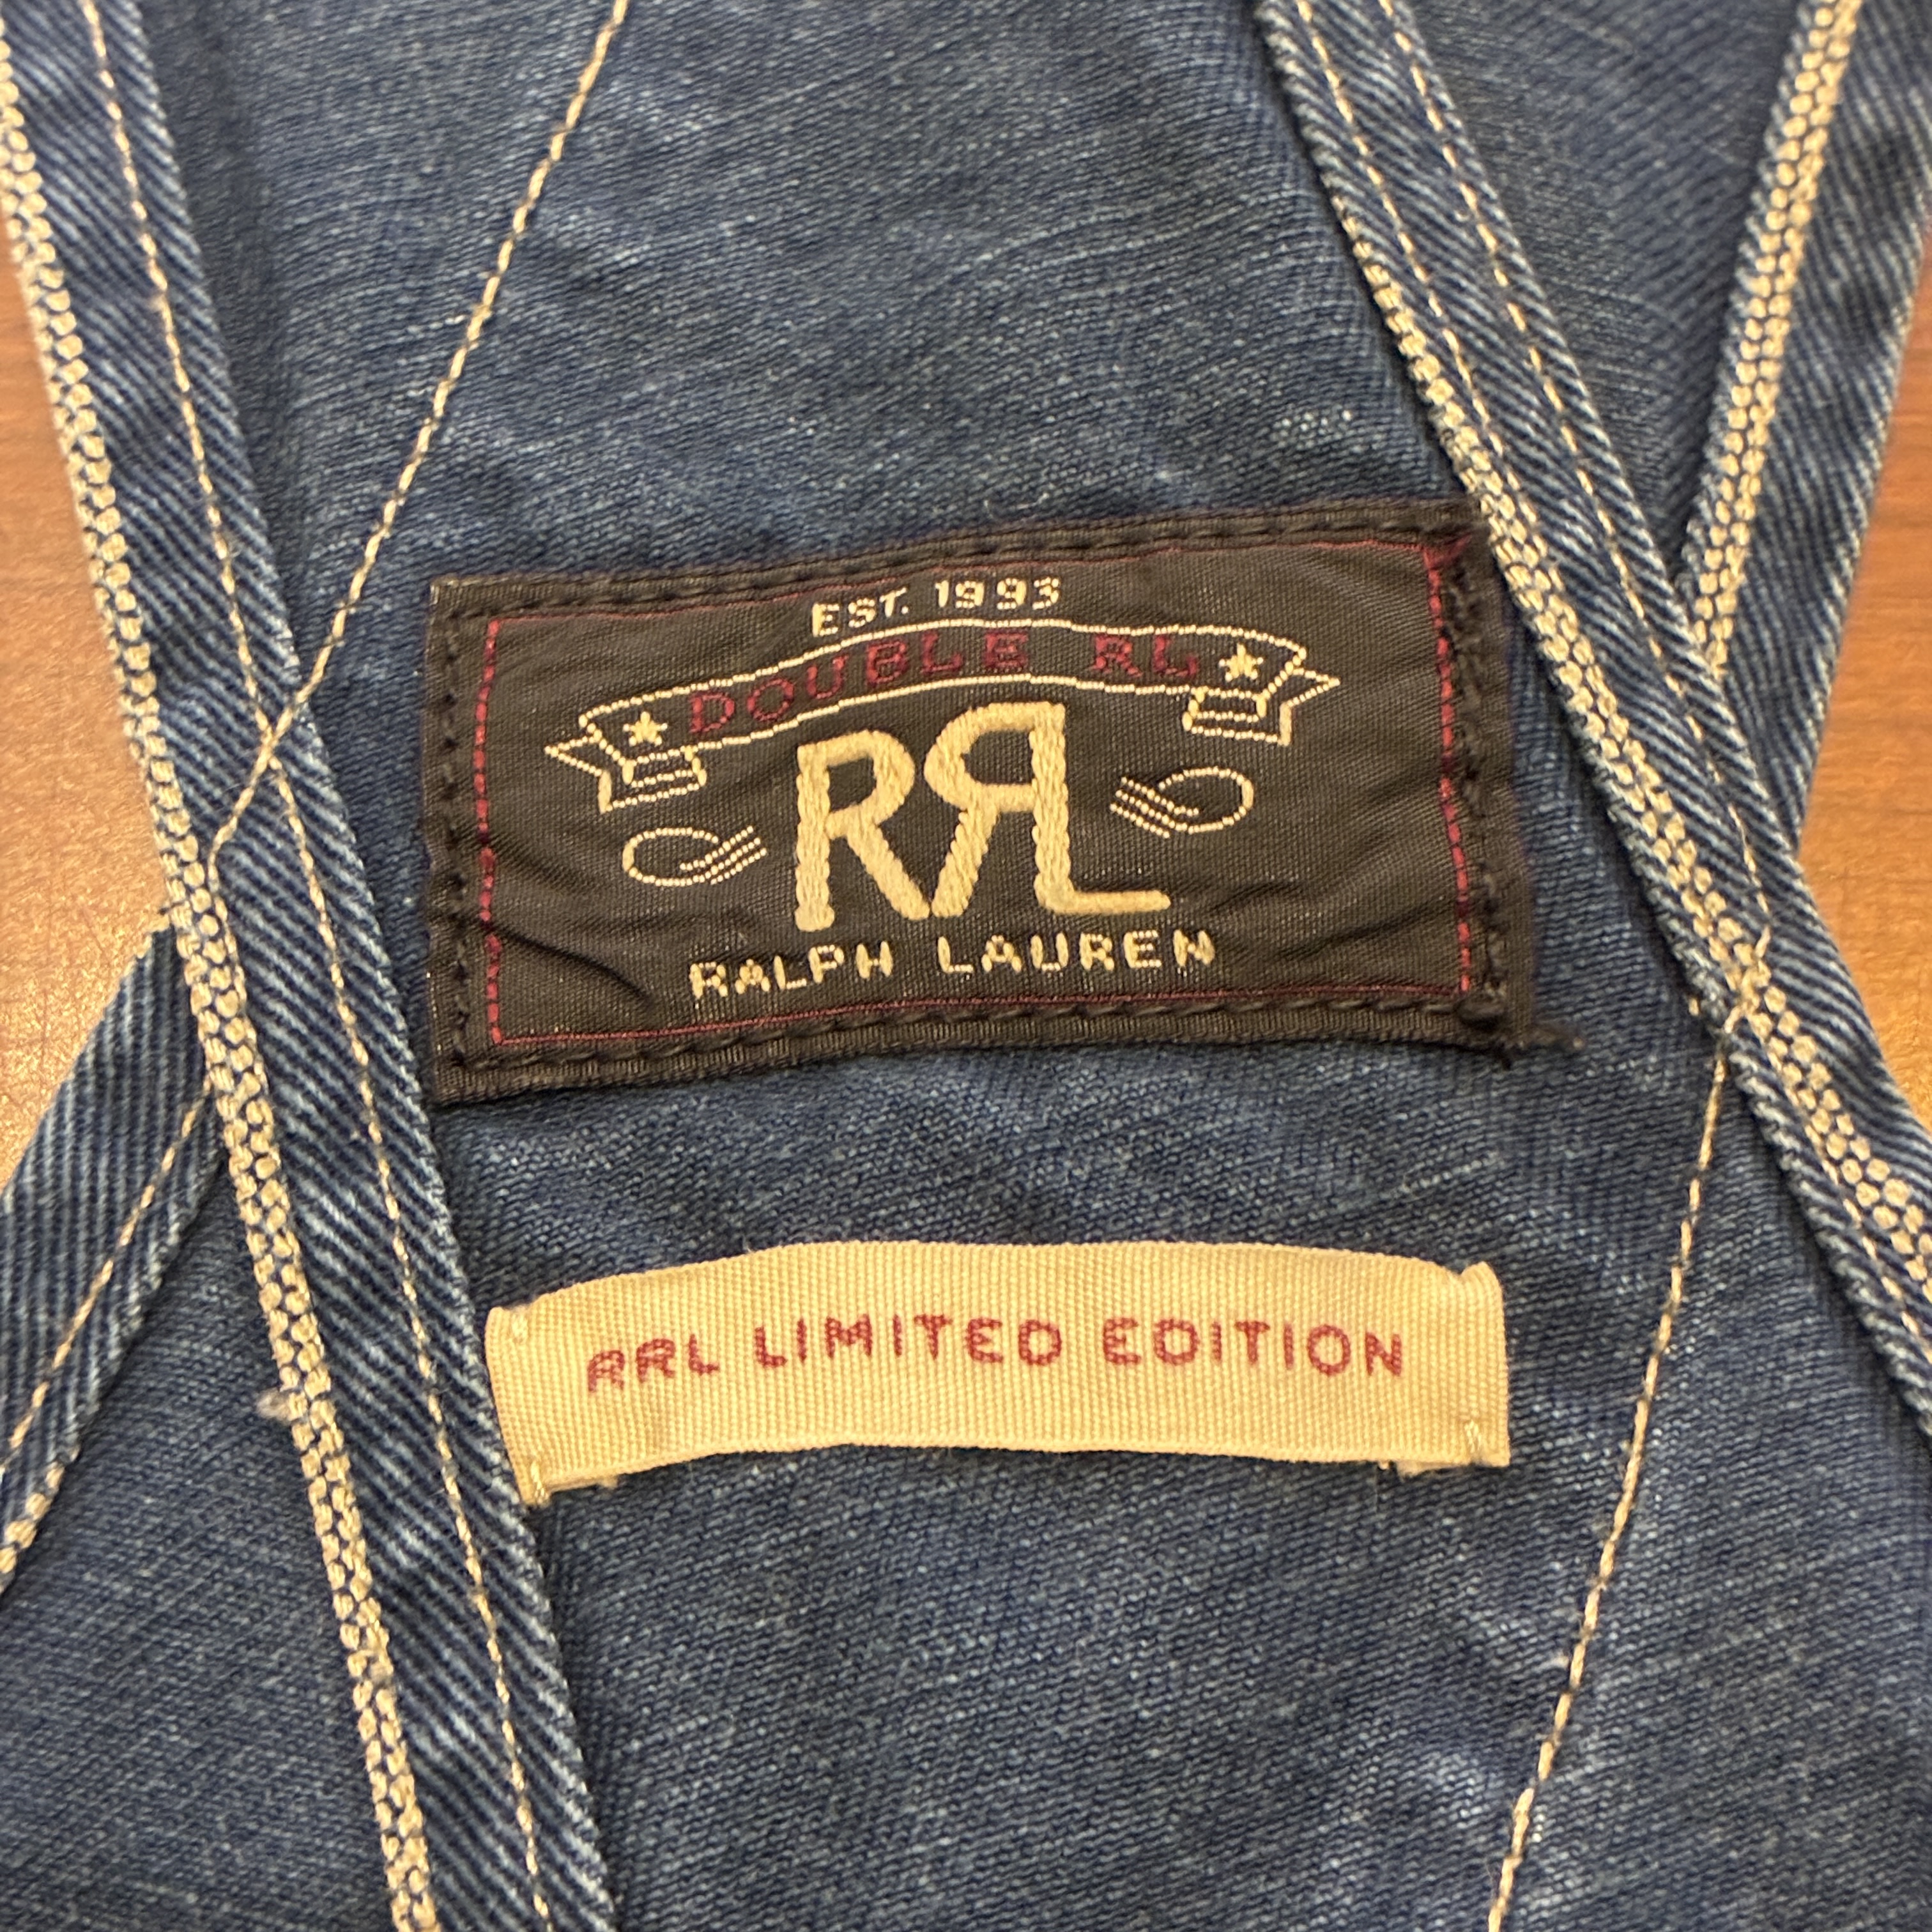 EST. 1993
DOUBLE RL
RRL
RALPH LAUREN
RRL LIMITED EDITION